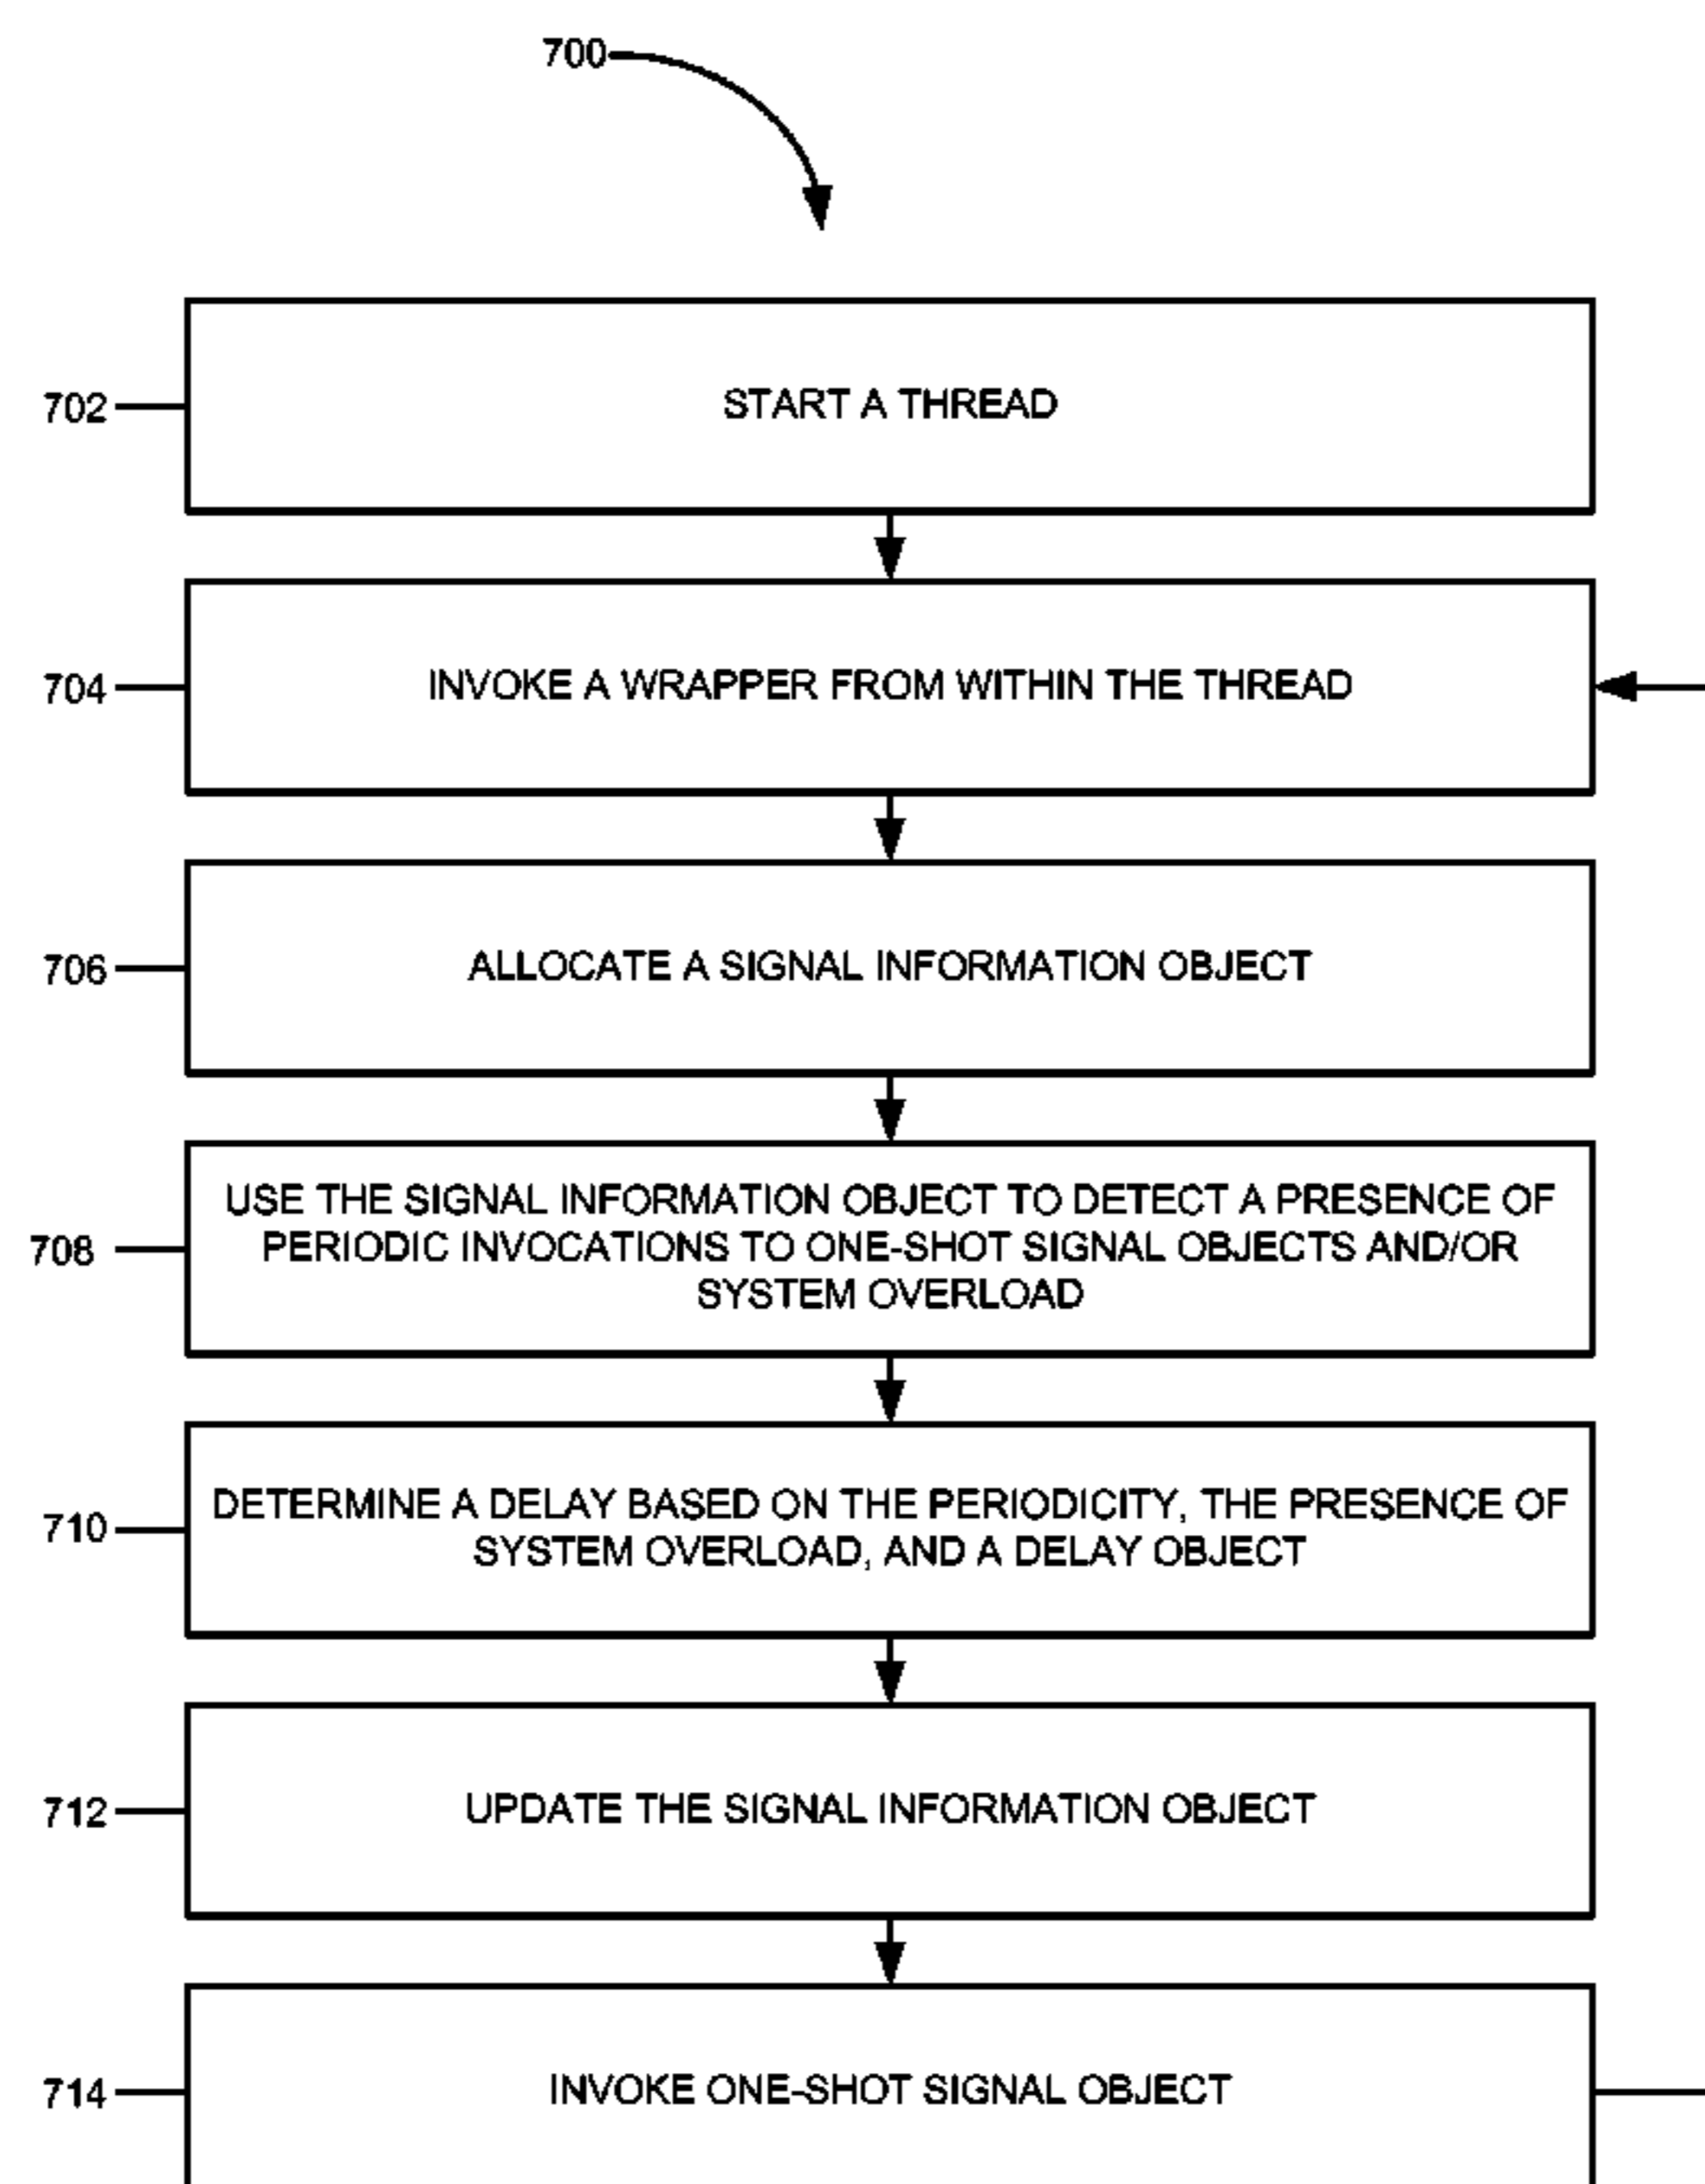 700
702
START A THREAD
704
INVOKE A WRAPPER FROM WITHIN THE THREAD
706
ALLOCATE A SIGNAL INFORMATION OBJECT
708
USE THE SIGNAL INFORMATION OBJECT TO DETECT A PRESENCE OF
PERIODIC INVOCATIONS TO ONE-SHOT SIGNAL OBJECTS AND/OR
SYSTEM OVERLOAD
710
DETERMINE A DELAY BASED ON THE PERIODICITY, THE PRESENCE OF
SYSTEM OVERLOAD, AND A DELAY OBJECT
712
UPDATE THE SIGNAL INFORMATION OBJECT
714
INVOKE ONE-SHOT SIGNAL OBJECT